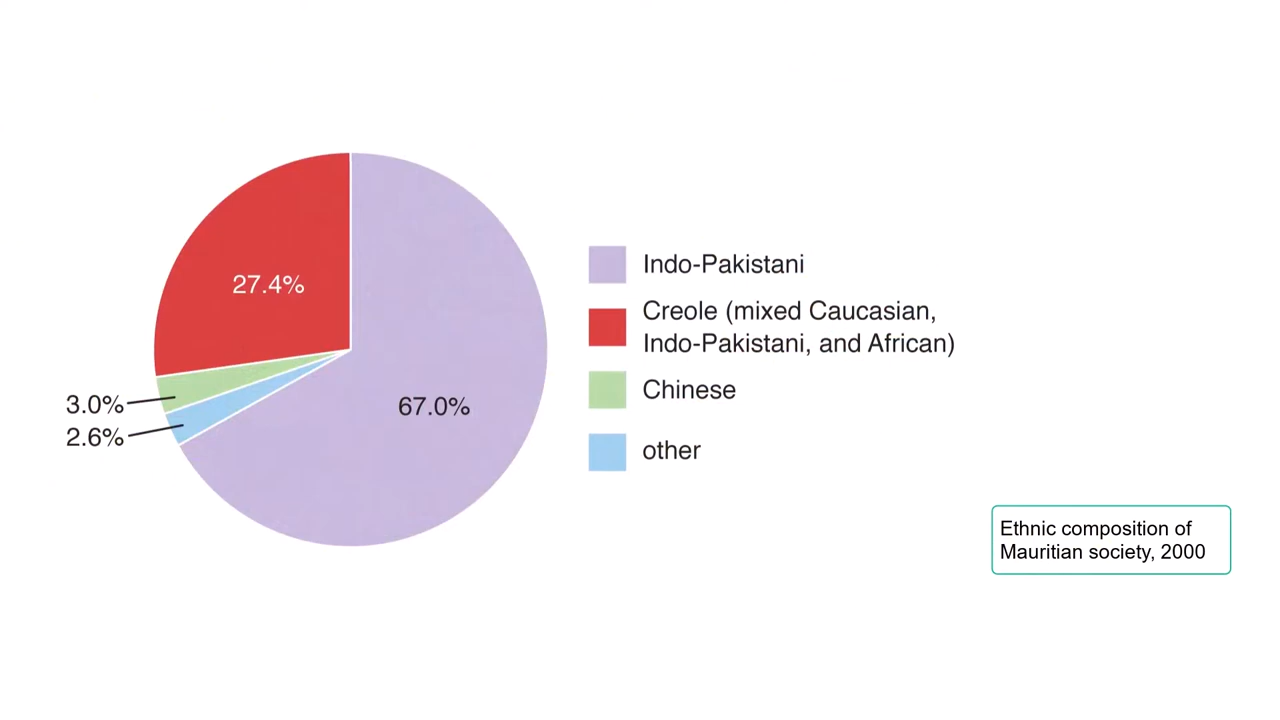 27.4%
67.0%
3.0%
2.6%
Indo-Pakistani
Creole (mixed Caucasian,
Indo-Pakistani, and African)
Chinese
other
Ethnic composition of
Mauritian society, 2000